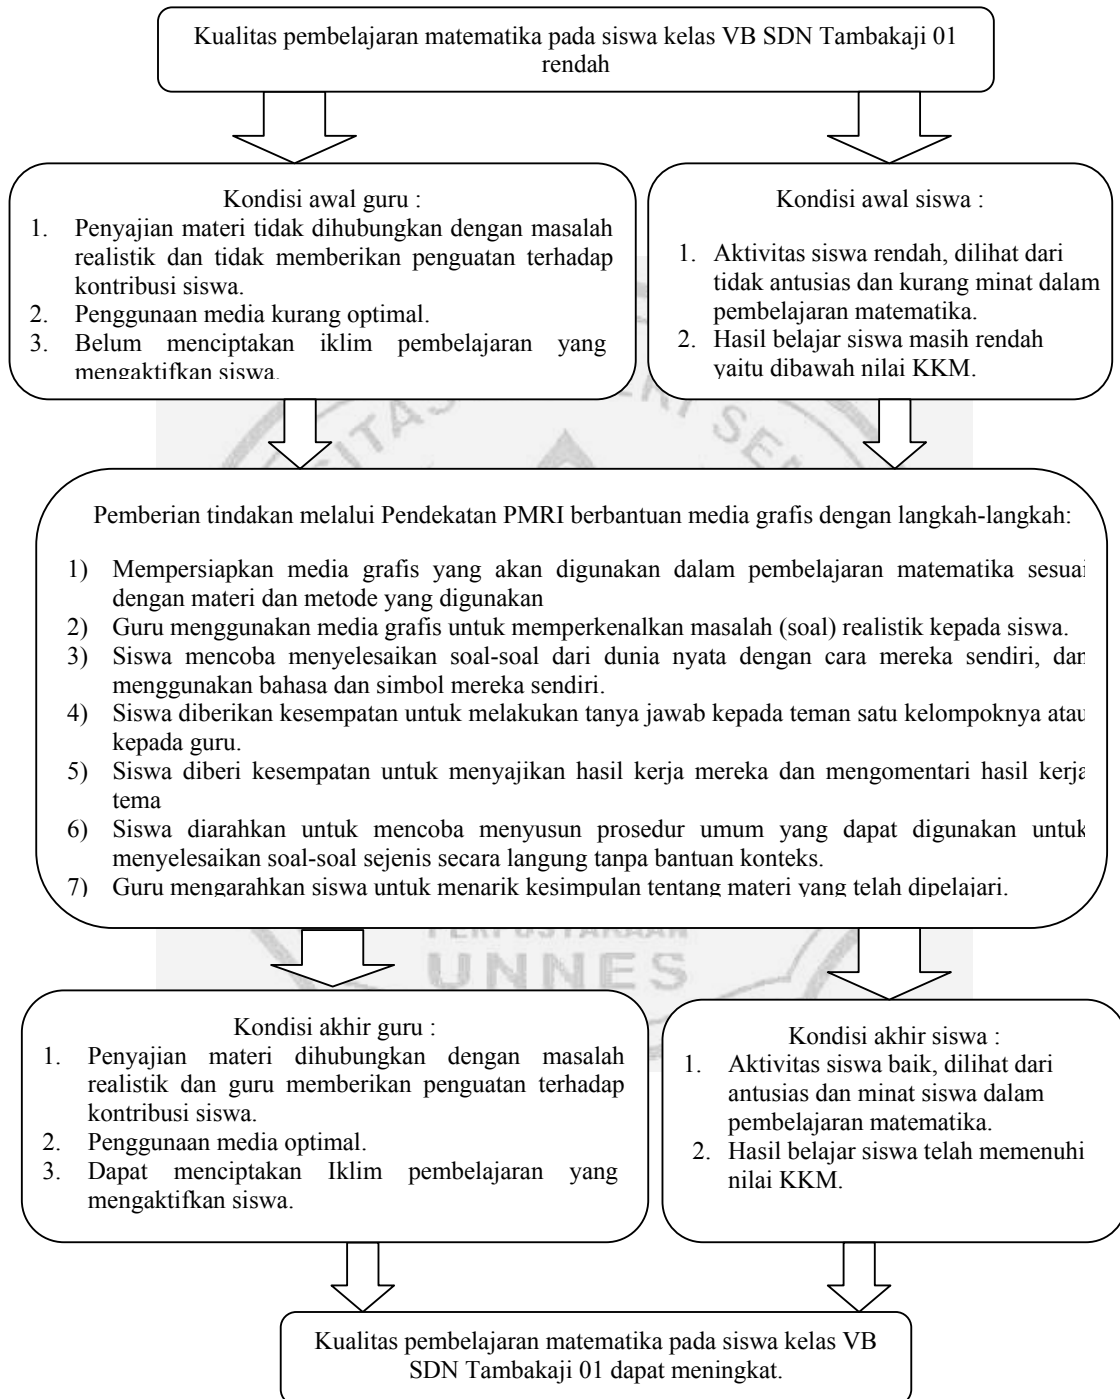 Kualitas pembelajaran matematika pada siswa kelas VB SDN Tambakaji 01
rendah
Kondisi awal guru :
1. Penyajian materi tidak dihubungkan dengan masalah
realistik dan tidak memberikan penguatan terhadap
kontribusi siswa.
2. Penggunaan media kurang optimal.
3. Belum menciptakan iklim pembelajaran yang
mengaktifkan siswa.
Kondisi awal siswa :
1. Aktivitas siswa rendah, dilihat dari
tidak antusias dan kurang minat dalam
pembelajaran matematika.
2. Hasil belajar siswa masih rendah
yaitu dibawah nilai KKM.
Pemberian tindakan melalui Pendekatan PMRI berbantuan media grafis dengan langkah-langkah:
1) Mempersiapkan media grafis yang akan digunakan dalam pembelajaran matematika sesuai
dengan materi dan metode yang digunakan
2) Guru menggunakan media grafis untuk memperkenalkan masalah (soal) realistik kepada siswa.
3) Siswa mencoba menyelesaikan soal-soal dari dunia nyata dengan cara mereka sendiri, dan
menggunakan bahasa dan simbol mereka sendiri.
4) Siswa diberikan kesempatan untuk melakukan tanya jawab kepada teman satu kelompoknya atau
kepada guru.
5) Siswa diberi kesempatan untuk menyajikan hasil kerja mereka dan mengomentari hasil kerja
tema
6) Siswa diarahkan untuk mencoba menyusun prosedur umum yang dapat digunakan untuk
menyelesaikan soal-soal sejenis secara langung tanpa bantuan konteks.
7) Guru mengarahkan siswa untuk menarik kesimpulan tentang materi yang telah dipelajari.
PERPUSTAKAAN
UNNES
Kondisi akhir guru :
1. Penyajian materi dihubungkan dengan masalah
realistik dan guru memberikan penguatan terhadap
kontribusi siswa.
2. Penggunaan media optimal.
3. Dapat menciptakan Iklim pembelajaran yang
mengaktifkan siswa.
Kondisi akhir siswa :
1. Aktivitas siswa baik, dilihat dari
antusias dan minat siswa dalam
pembelajaran matematika.
2. Hasil belajar siswa telah memenuhi
nilai KKM.
Kualitas pembelajaran matematika pada siswa kelas VB
SDN Tambakaji 01 dapat meningkat.